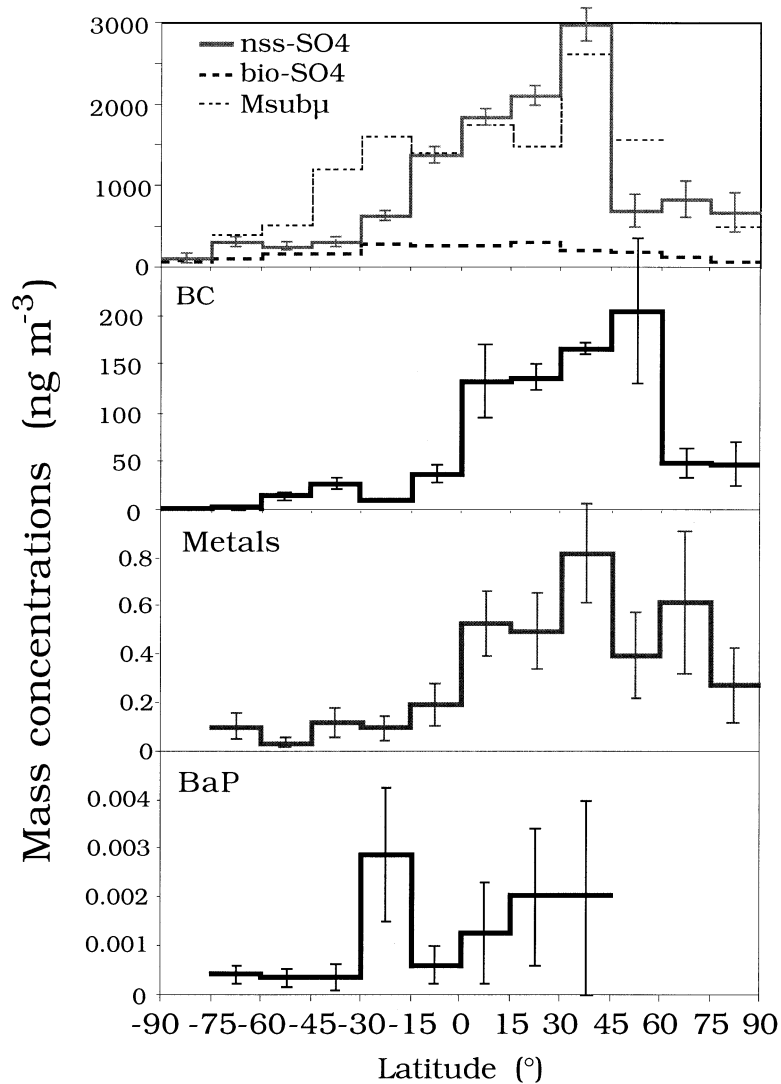 Mass concentrations (ng m-3)
3000
2000
1000
0
nss-SO4
bio-SO4
Msubμ
BC
200
150
100
50
0
Metals
0.8
0.6
0.4
0.2
0
BaP
0.004
0.003
0.002
0.001
0
-90 -75 -60 -45 -30 -15 0 15 30 45 60 75 90
Latitude (°)